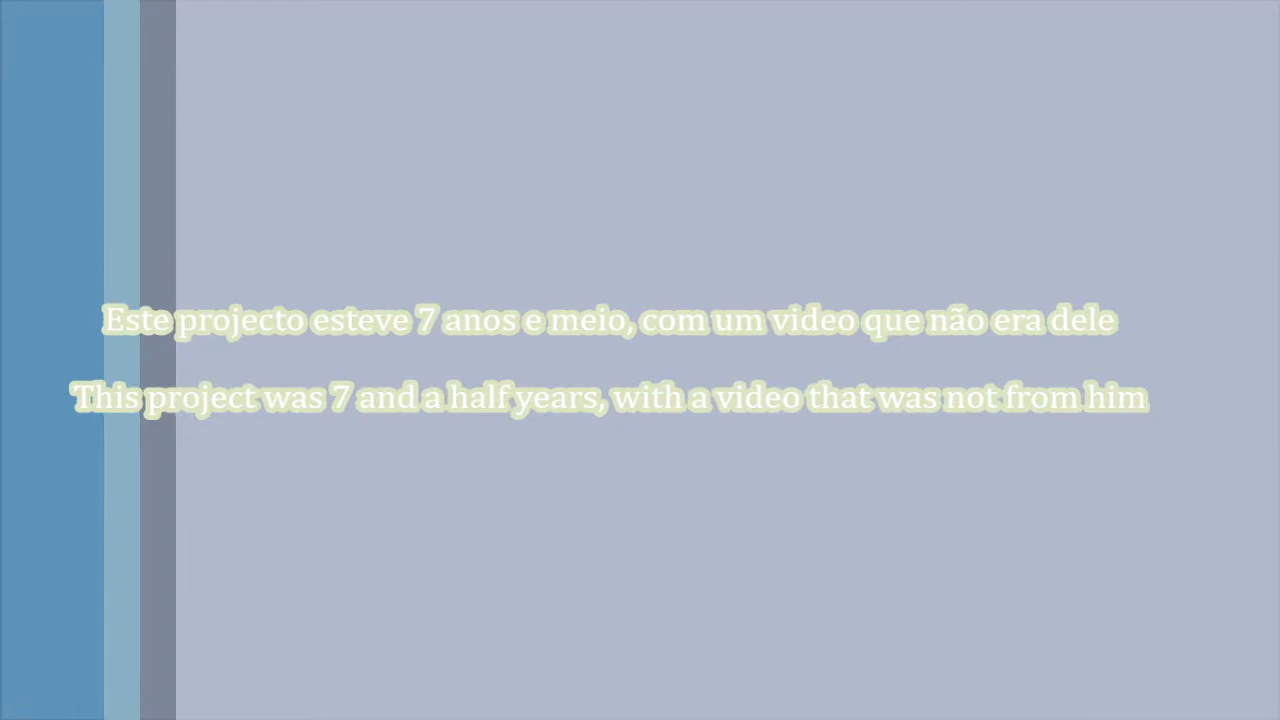 Este projecto esteve 7 anos e meio, com um video que não era dele
This project was 7 and a half years, with a video that was not from him